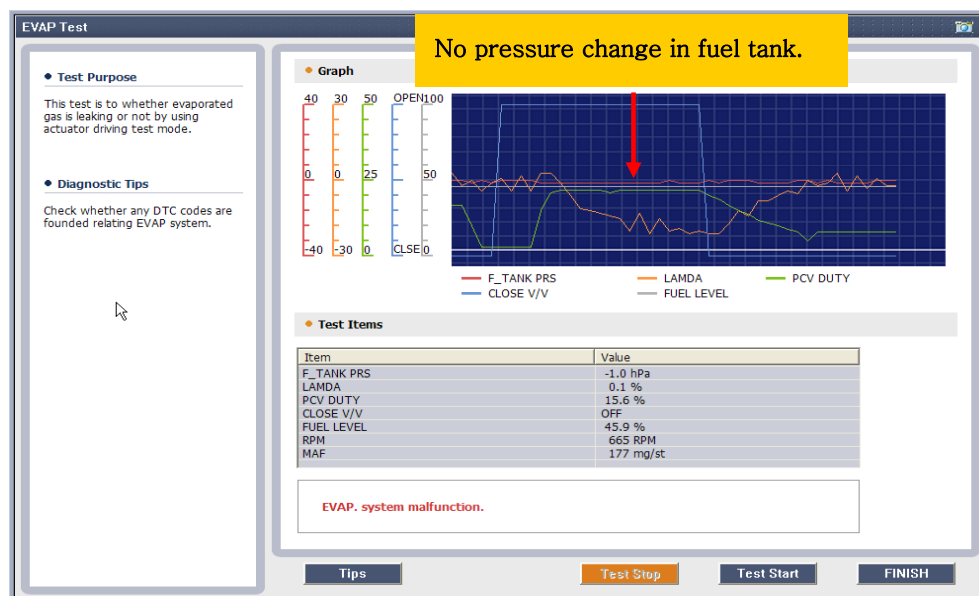 EVAP Test
No pressure change in fuel tank.
Test Purpose
This test is to whether evaporated
gas is leaking or not by using
actuator driving test mode.
Diagnostic Tips
Check whether any DTC codes are
founded relating EVAP system.
Graph
40 30 50 OPEN 100
0 0 25 50
-40 -30 0 CLSE 0
F_TANK PRS LAMDA PCV DUTY
CLOSE V/V FUEL LEVEL
Test Items
Item Value
F_TANK PRS -1.0 hPa
LAMDA 0.1 %
PCV DUTY 15.6 %
CLOSE V/V OFF
FUEL LEVEL 45.9 %
RPM 665 RPM
MAF 177 mg/st
EVAP. system malfunction.
Tips Test Stop Test Start FINISH